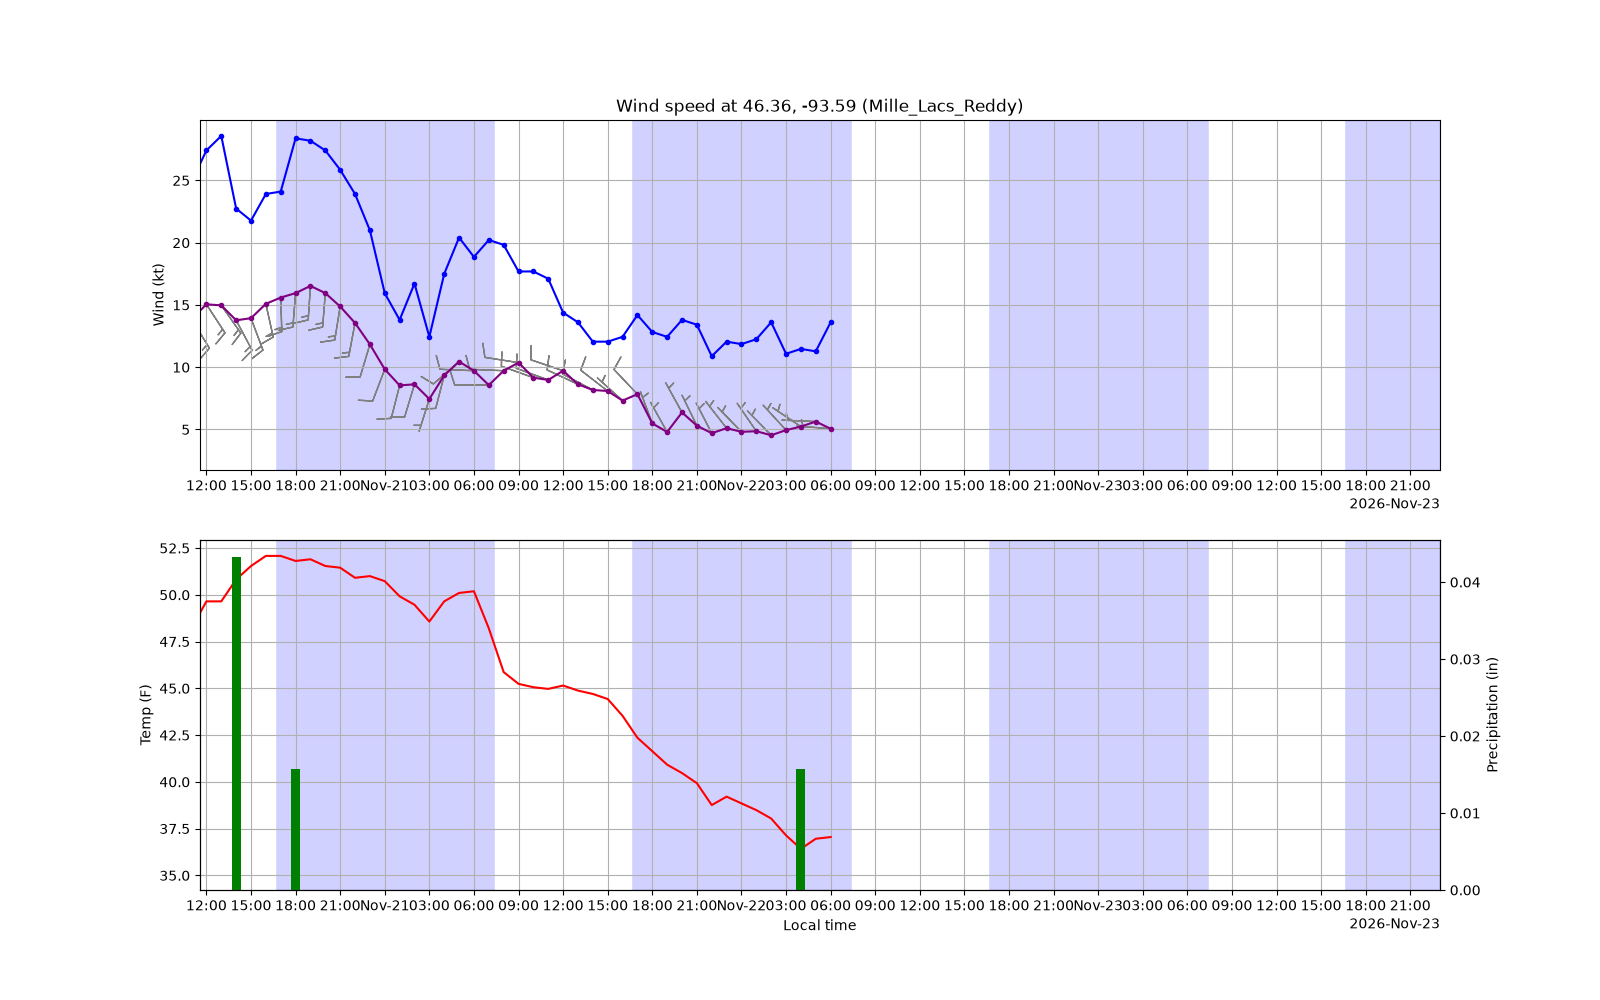 Wind speed at 46.36, -93.59 (Mille_Lacs_Reddy)
Wind (kt)
25
20
15
10
5
12:00 15:00 18:00 21:00 Nov-21 03:00 06:00 09:00 12:00 15:00 18:00 21:00 Nov-22 03:00 06:00 09:00 12:00 15:00 18:00 21:00 Nov-23 03:00 06:00 09:00 12:00 15:00 18:00 21:00
2026-Nov-23
Temp (F)
52.5
50.0
47.5
45.0
42.5
40.0
37.5
35.0
0.04
0.03
0.02
0.01
0.00
Precipitation (in)
12:00 15:00 18:00 21:00 Nov-21 03:00 06:00 09:00 12:00 15:00 18:00 21:00 Nov-22 03:00 06:00 09:00 12:00 15:00 18:00 21:00 Nov-23 03:00 06:00 09:00 12:00 15:00 18:00 21:00
Local time
2026-Nov-23